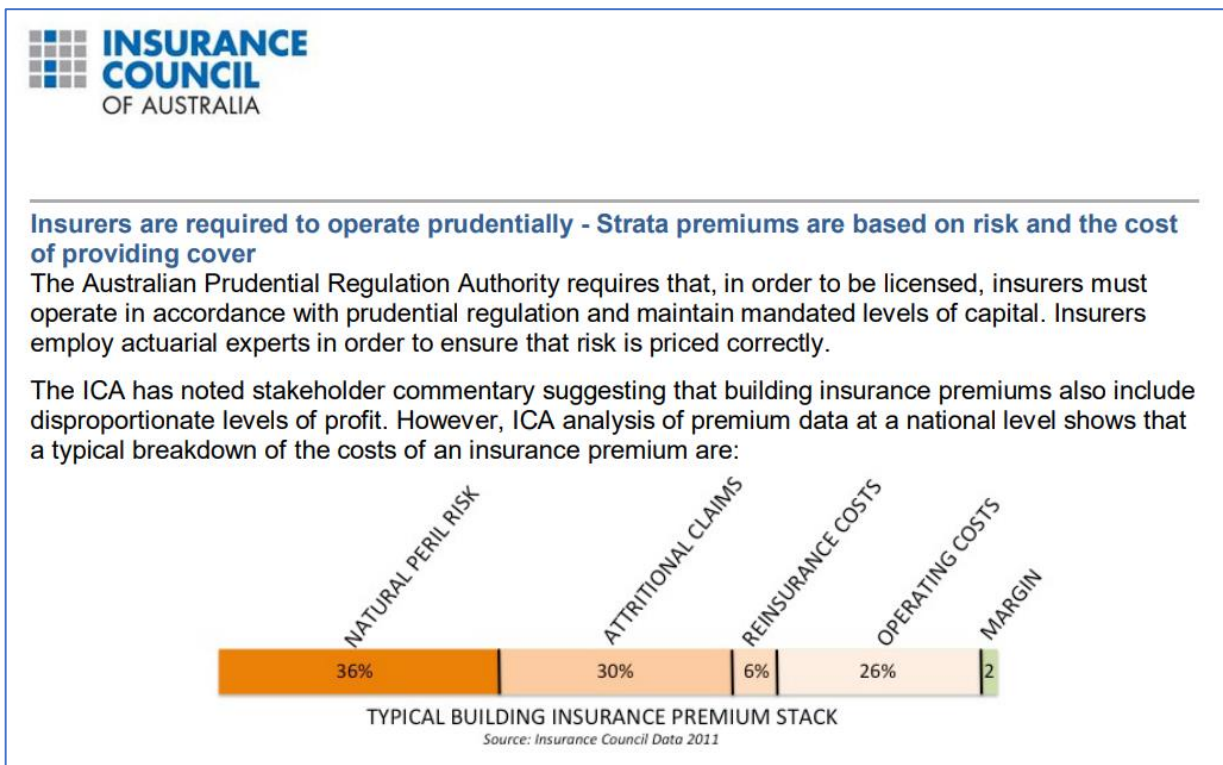 INSURANCE
COUNCIL
OF AUSTRALIA
Insurers are required to operate prudentially - Strata premiums are based on risk and the cost
of providing cover
The Australian Prudential Regulation Authority requires that, in order to be licensed, insurers must
operate in accordance with prudential regulation and maintain mandated levels of capital. Insurers
employ actuarial experts in order to ensure that risk is priced correctly.
The ICA has noted stakeholder commentary suggesting that building insurance premiums also include
disproportionate levels of profit. However, ICA analysis of premium data at a national level shows that
a typical breakdown of the costs of an insurance premium are:
NATURAL PERIL RISK
ATTRITIONAL CLAIMS
REINSURANCE COSTS
OPERATING COSTS
MARGIN
36%
30%
6%
26%
2
TYPICAL BUILDING INSURANCE PREMIUM STACK
Source: Insurance Council Data 2011